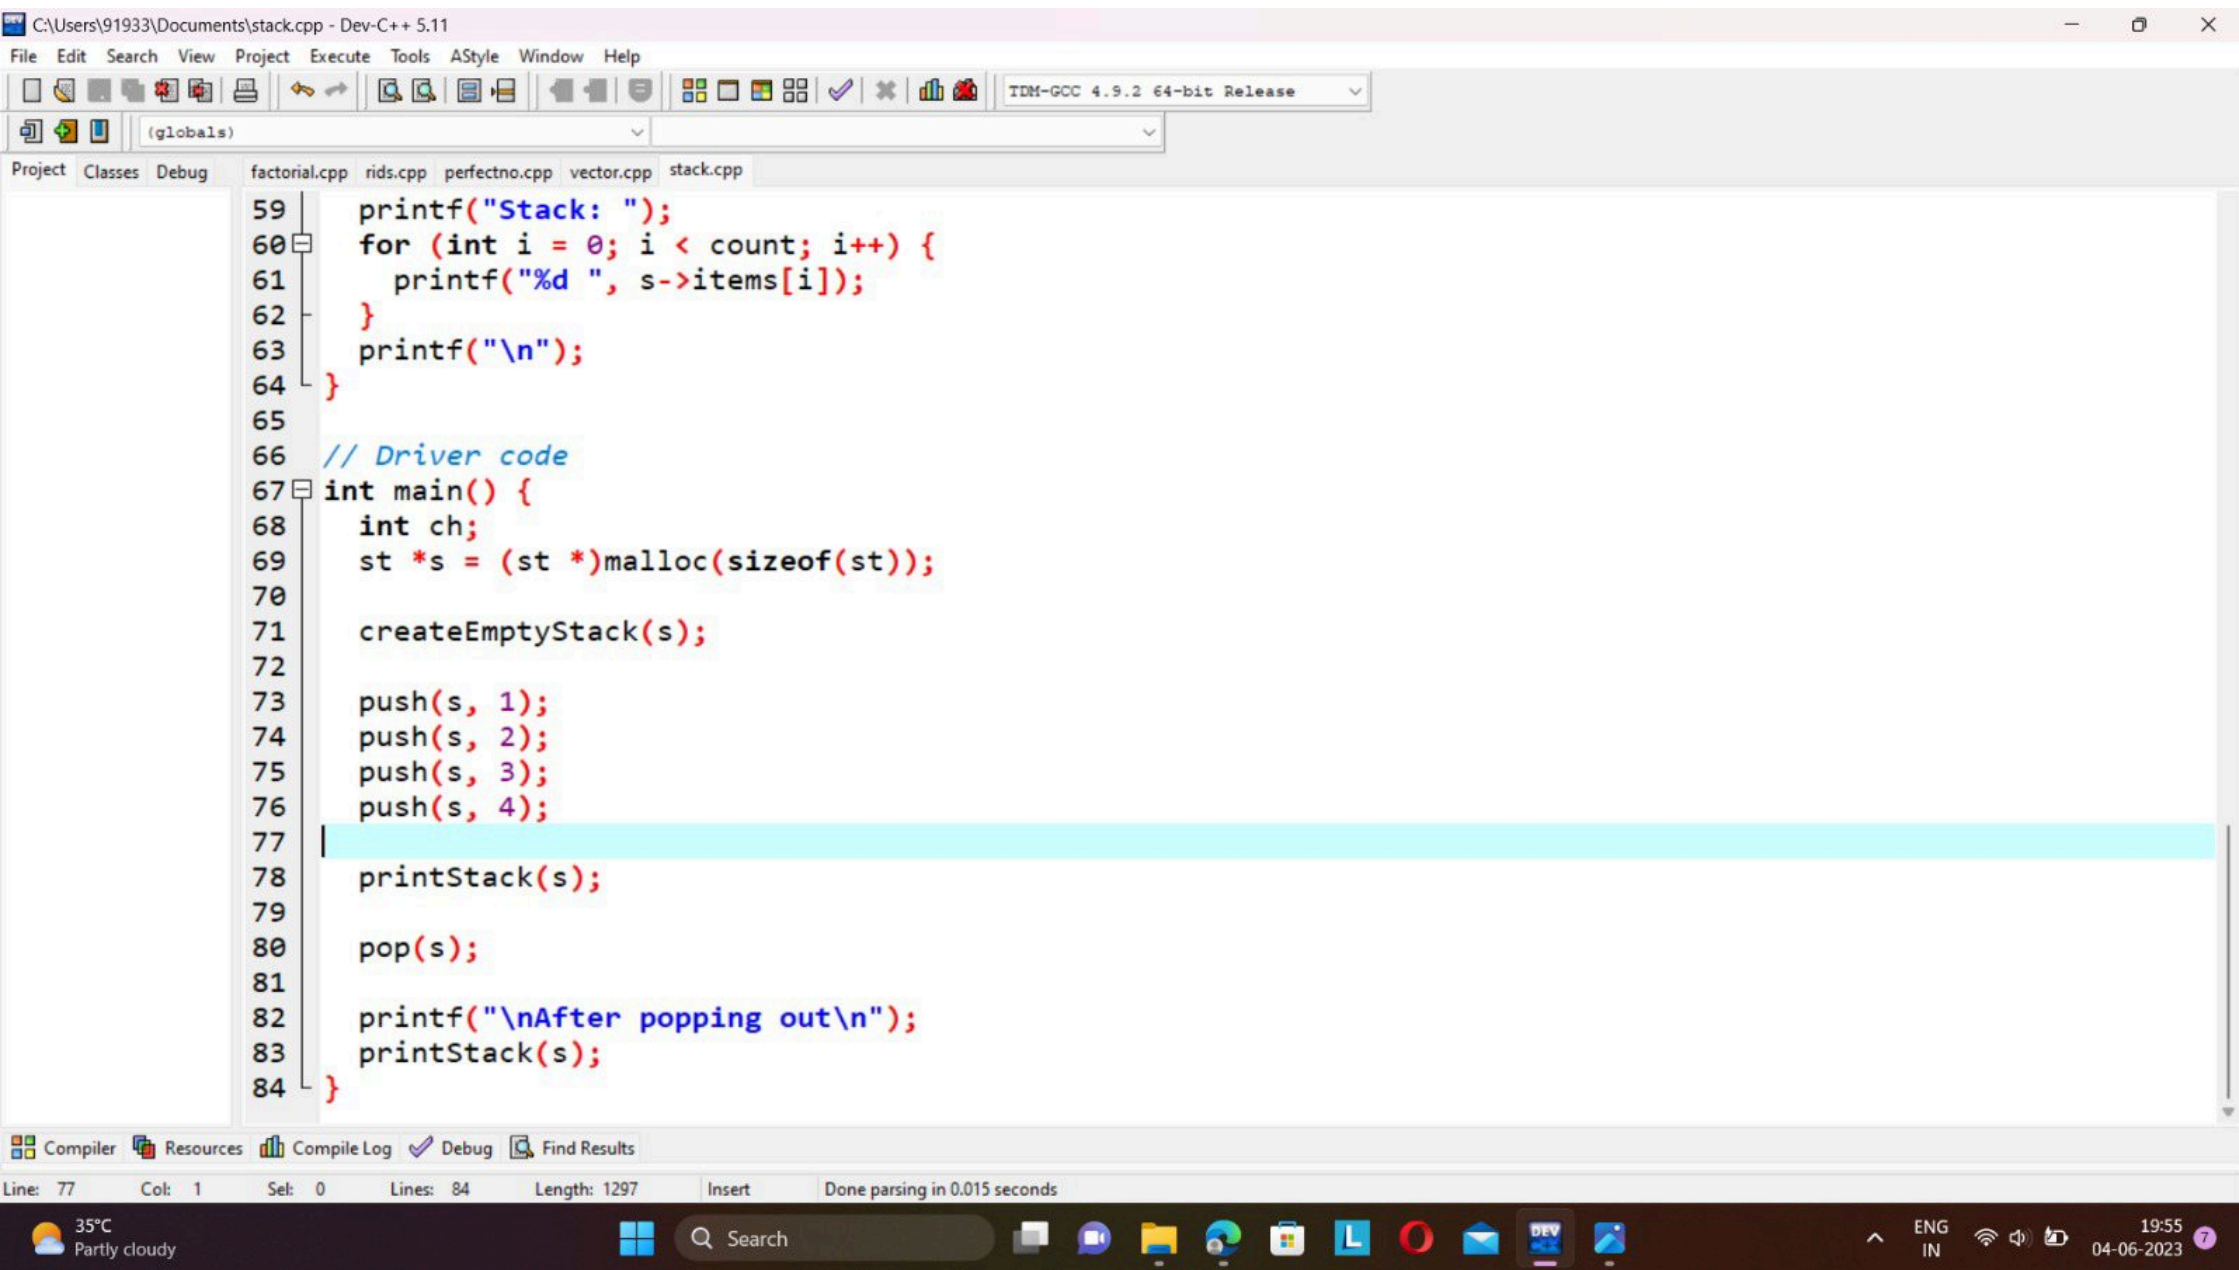 C:\Users\91933\Documents\stack.cpp - Dev-C++ 5.11
File Edit Search View Project Execute Tools AStyle Window Help
TDM-GCC 4.9.2 64-bit Release
(globals)
Project Classes Debug factorial.cpp rids.cpp perfectno.cpp vector.cpp stack.cpp
59 printf("Stack: ");
60 for (int i = 0; i < count; i++) {
61 printf("%d ", s->items[i]);
62 }
63 printf("\n");
64 }
65
66 // Driver code
67 int main() {
68 int ch;
69 st *s = (st *)malloc(sizeof(st));
70
71 createEmptyStack(s);
72
73 push(s, 1);
74 push(s, 2);
75 push(s, 3);
76 push(s, 4);
77
78 printStack(s);
79
80 pop(s);
81
82 printf("\nAfter popping out\n");
83 printStack(s);
84 }
Compiler Resources Compile Log Debug Find Results
Line: 77 Col: 1 Sel: 0 Lines: 84 Length: 1297 Insert Done parsing in 0.015 seconds
35°C
Partly cloudy
Search
L
DEV
ENG
IN
19:55
04-06-2023
7